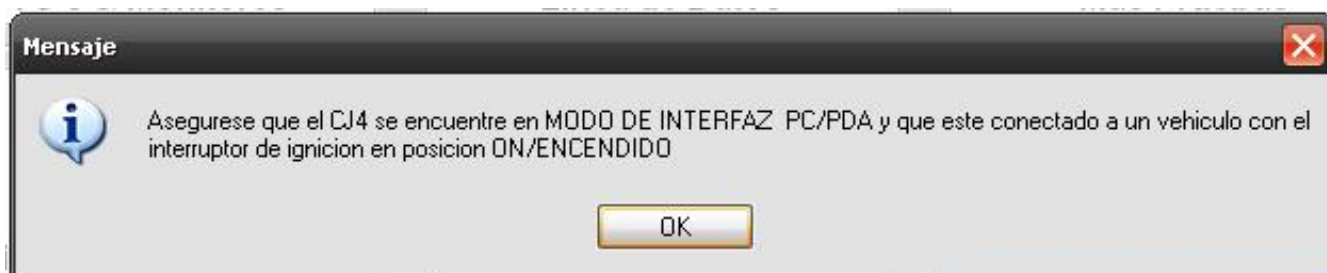 Mensaje
Asegurese que el CJ4 se encuentre en MODO DE INTERFAZ PC/PDA y que este conectado a un vehiculo con el
interruptor de ignicion en posicion ON/ENCENDIDO
OK